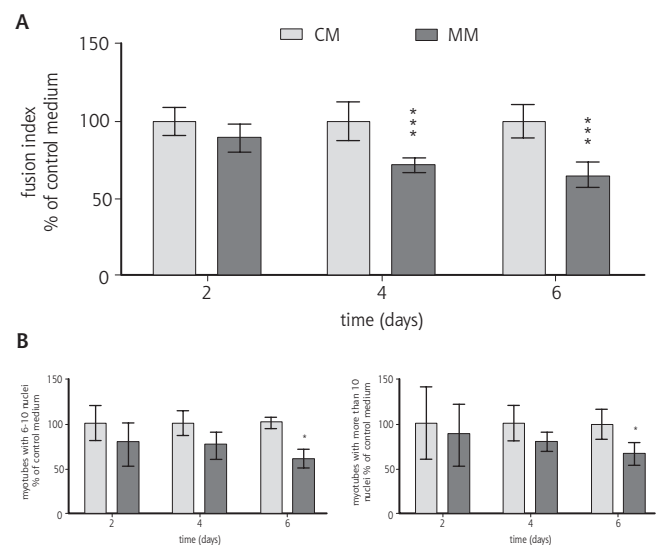 A
CM
MM
fusion index
% of control medium
150
100
50
0
***
***
2
4
6
time (days)
B
myotubes with 6-10 nuclei
% of control medium
150
100
50
0
*
2
4
6
time (days)
myotubes with more than 10
nuclei % of control medium
150
100
50
0
*
2
4
6
time (days)